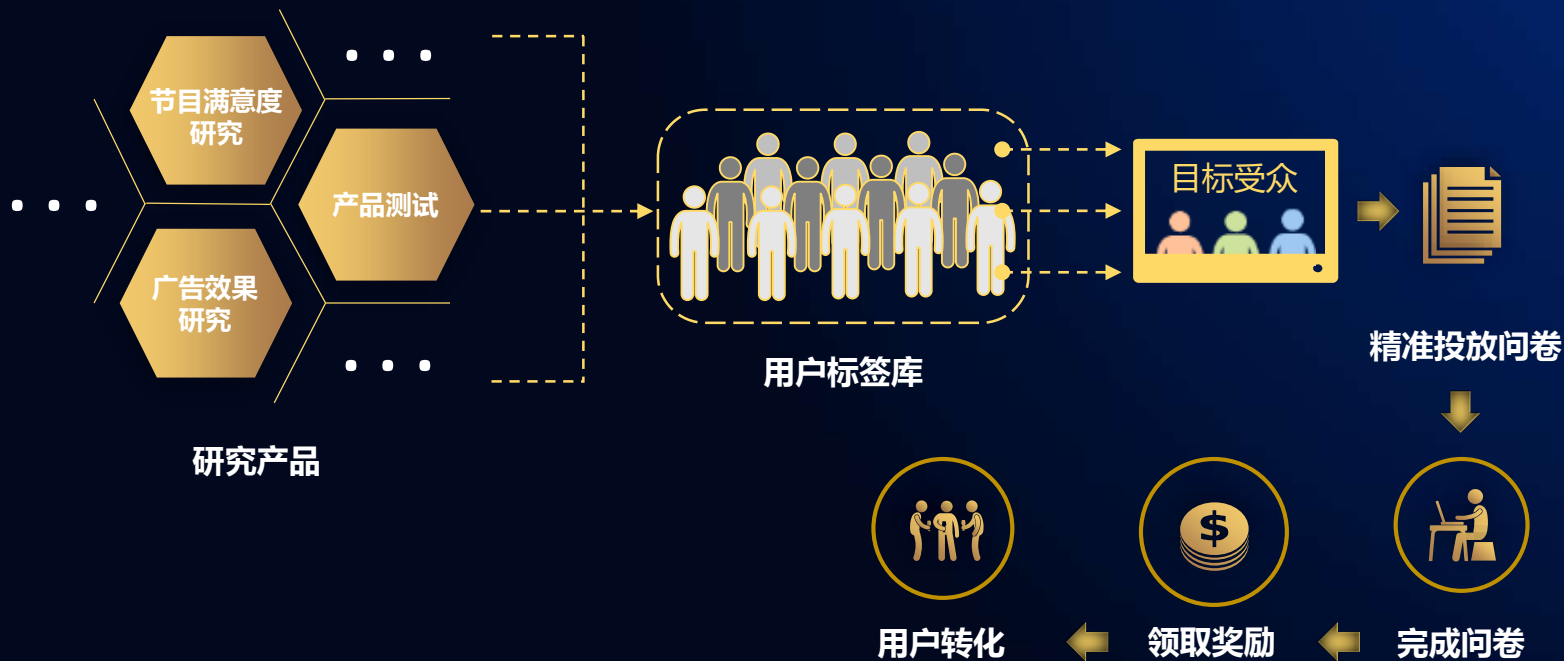 节目满意度
研究
产品测试
广告效果
研究
研究产品
用户标签库
目标受众
精准投放问卷
$
完成问卷
领取奖励
用户转化